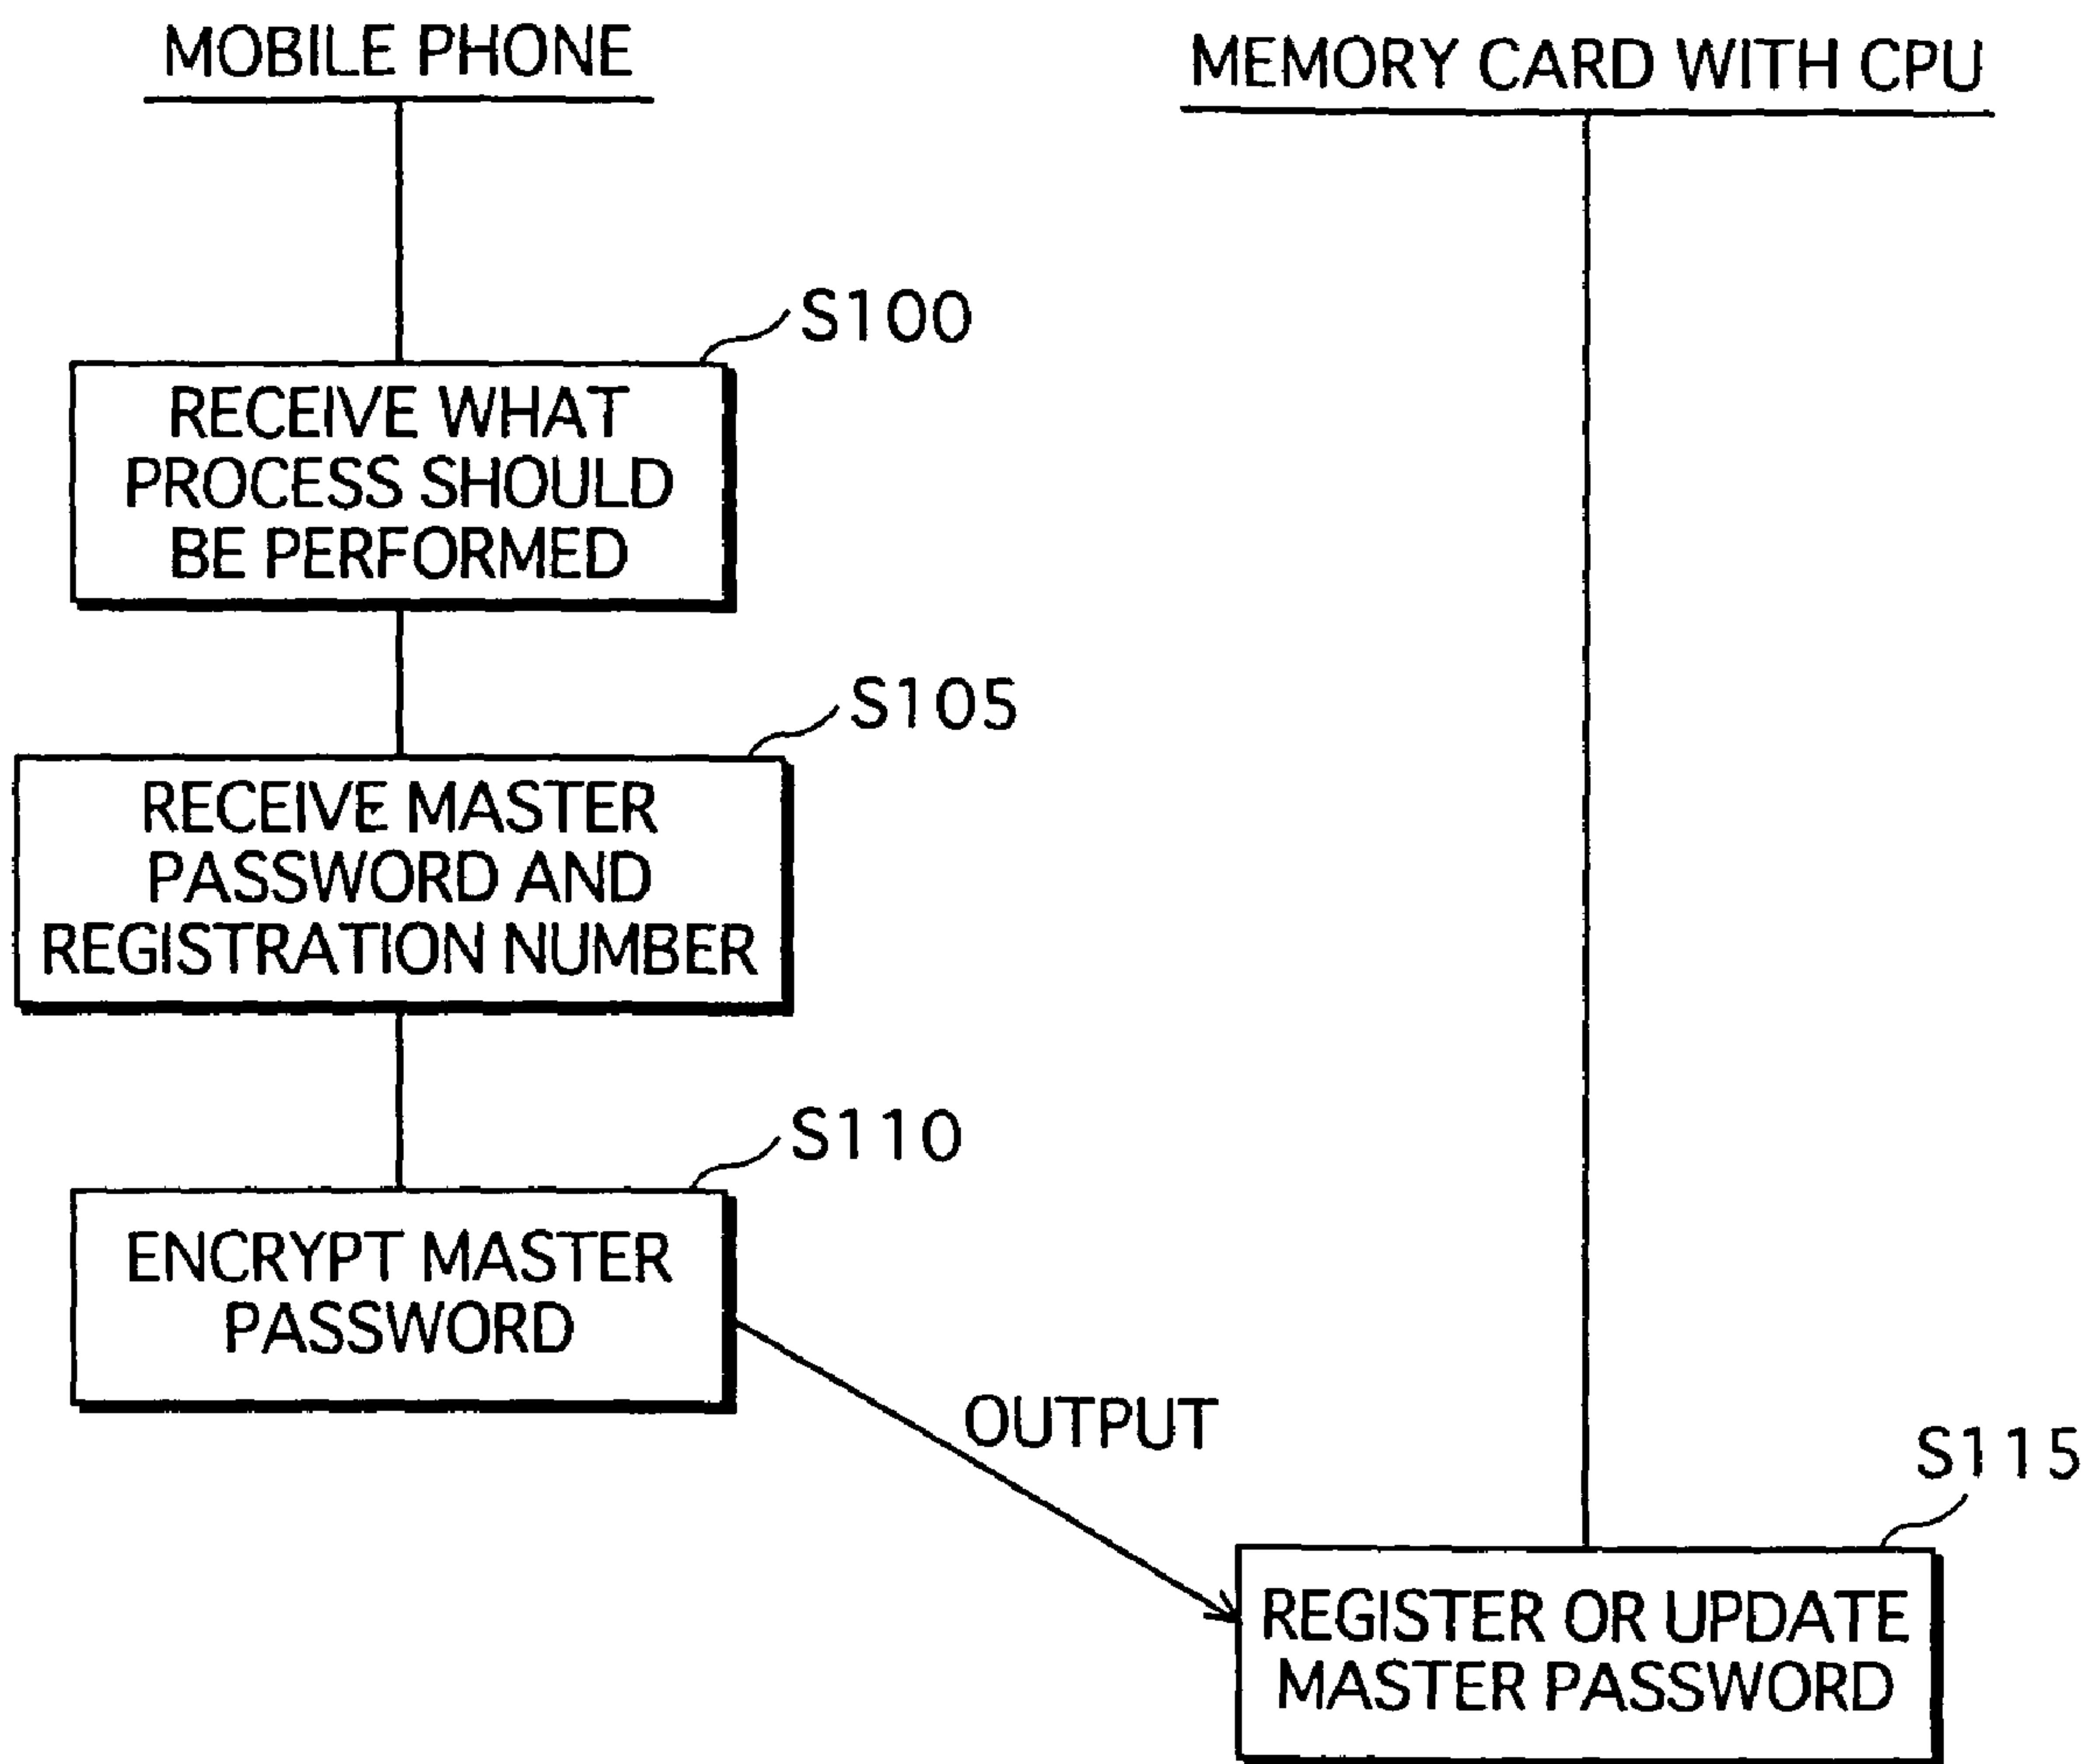 MOBILE PHONE
MEMORY CARD WITH CPU
S100
RECEIVE WHAT
PROCESS SHOULD
BE PERFORMED
S105
RECEIVE MASTER
PASSWORD AND
REGISTRATION NUMBER
S110
ENCRYPT MASTER
PASSWORD
OUTPUT
S115
REGISTER OR UPDATE
MASTER PASSWORD